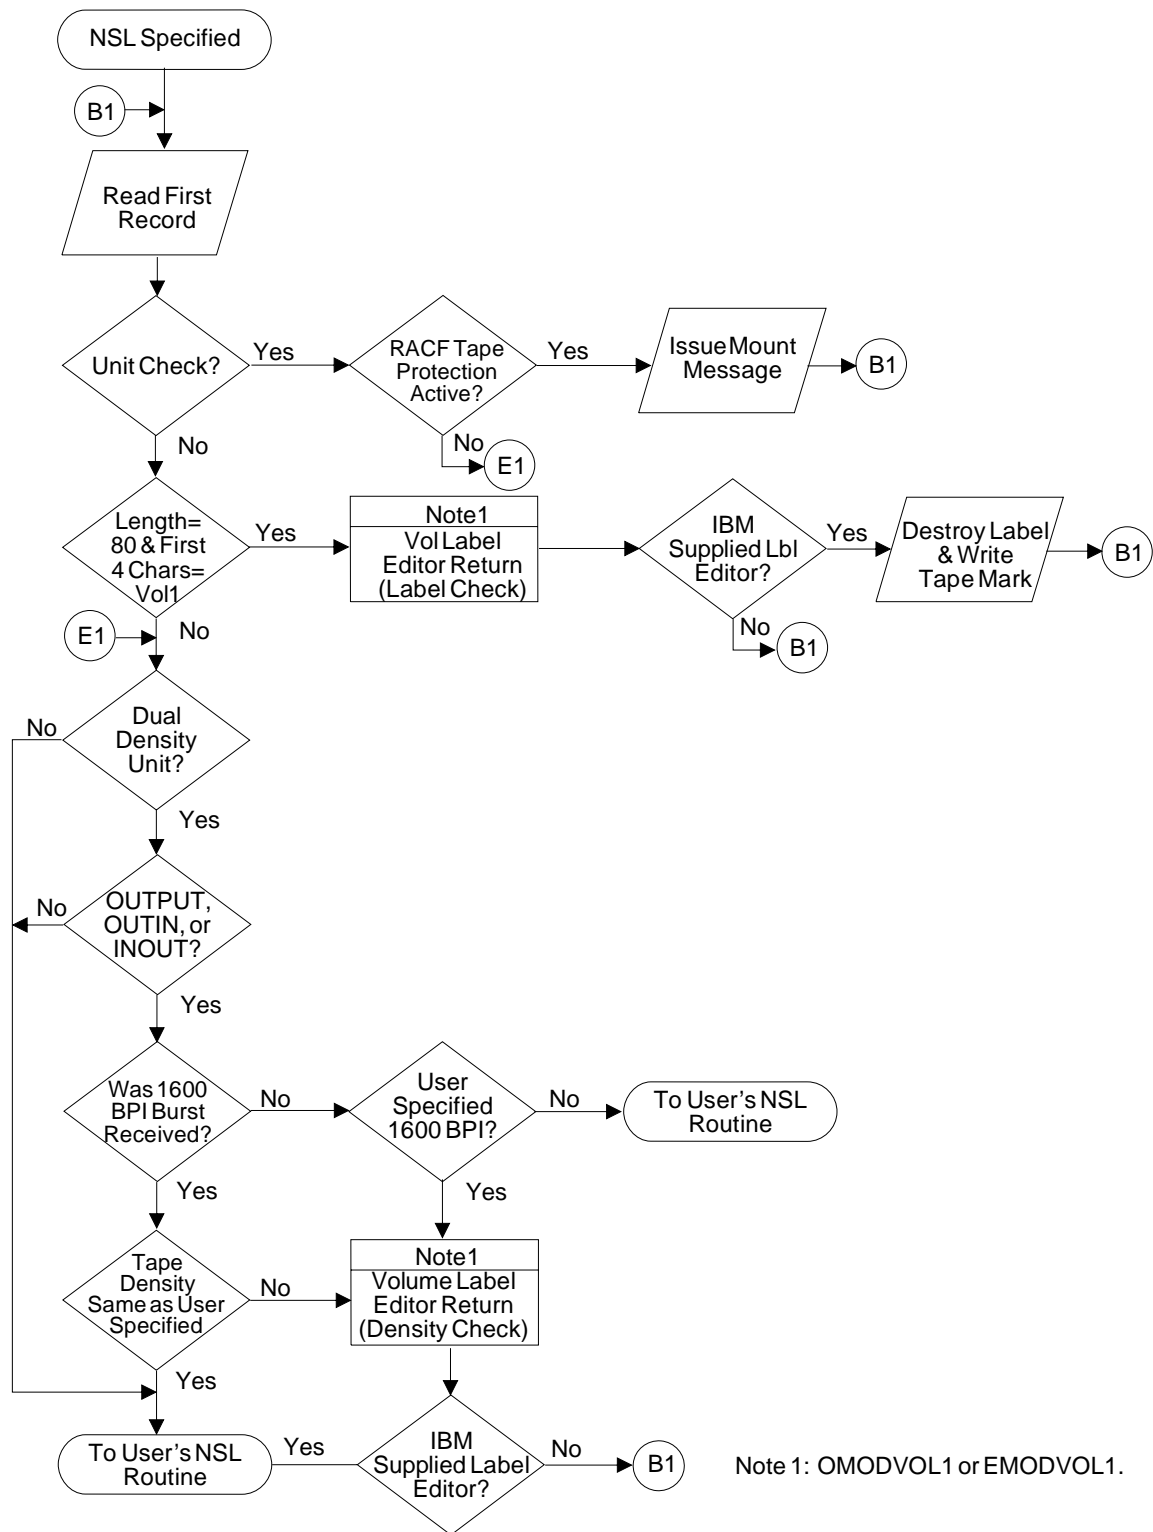 NSL Specified
B1
Read First
Record
Unit Check?
Yes
RACF Tape
Protection
Active?
Yes
Issue Mount
Message
B1
No
No
E1
Length=
80 & First
4 Chars=
Vol1
Yes
Note1
Vol Label
Editor Return
(Label Check)
IBM
Supplied Lbl
Editor?
Yes
Destroy Label
& Write
Tape Mark
B1
E1
No
No
B1
No
Dual
Density
Unit?
Yes
No
OUTPUT,
OUTIN, or
INOUT?
Yes
Was 1600
BPI Burst
Received?
No
User
Specified
1600 BPI?
No
To User's NSL
Routine
Yes
Yes
Tape
Density
Same as User
Specified
No
Note1
Volume Label
Editor Return
(Density Check)
Yes
To User's NSL
Routine
Yes
IBM
Supplied Label
Editor?
No
B1
Note 1: OMODVOL1 or EMODVOL1.